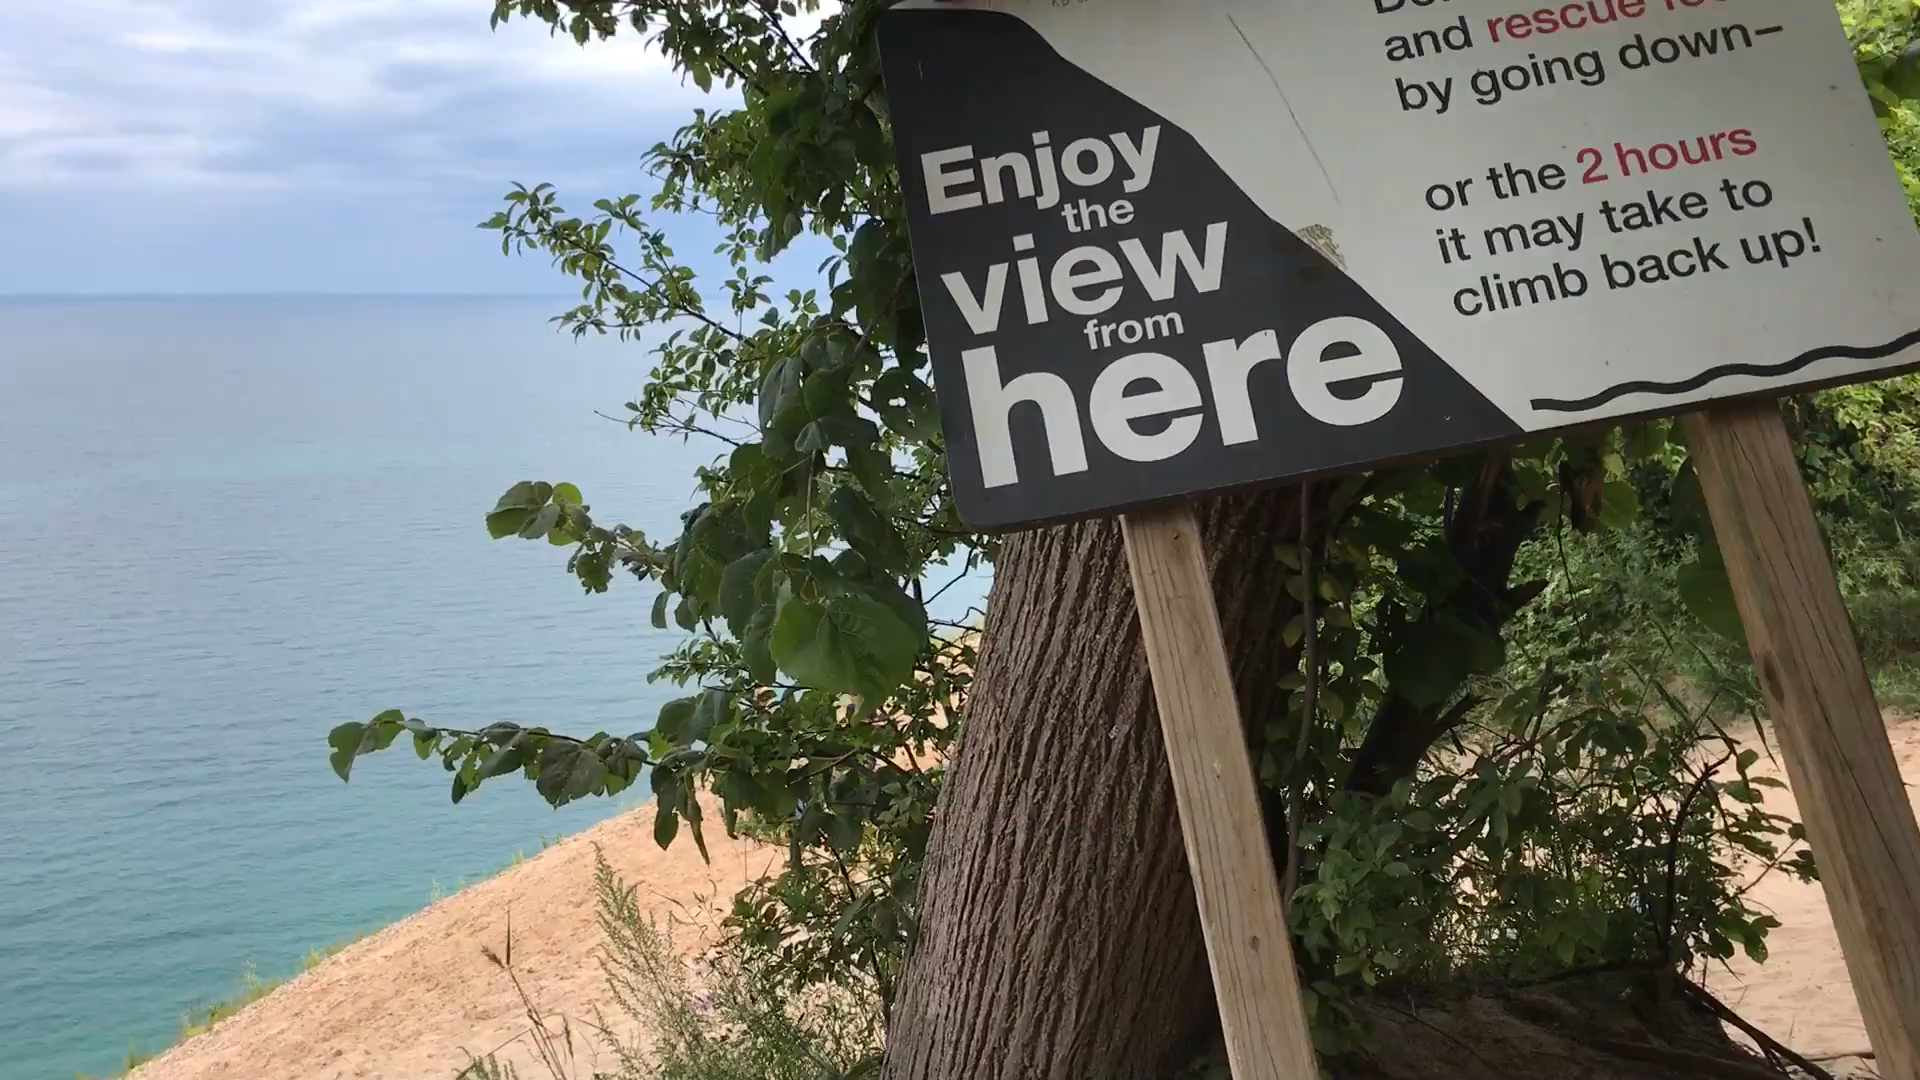 Enjoy
the
view
from
here
and rescue
by going down–
or the 2 hours
it may take to
climb back up!